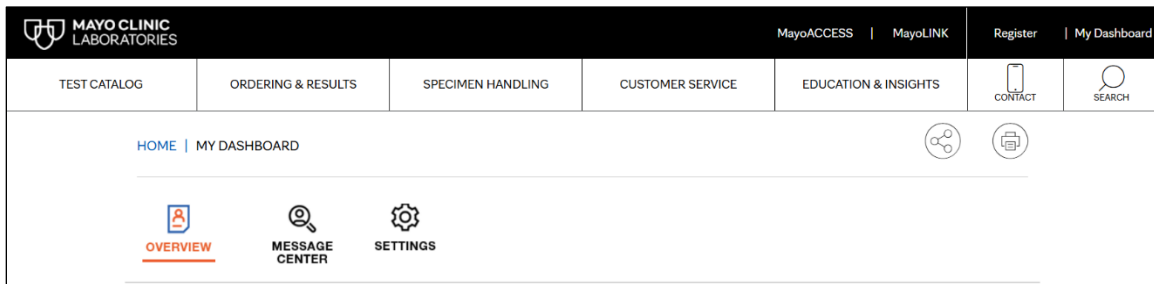 MAYO CLINIC
LABORATORIES
MayoACCESS | MayoLINK
Register | My Dashboard
TEST CATALOG
ORDERING & RESULTS
SPECIMEN HANDLING
CUSTOMER SERVICE
EDUCATION & INSIGHTS
CONTACT
SEARCH
HOME | MY DASHBOARD
OVERVIEW
MESSAGE
CENTER
SETTINGS